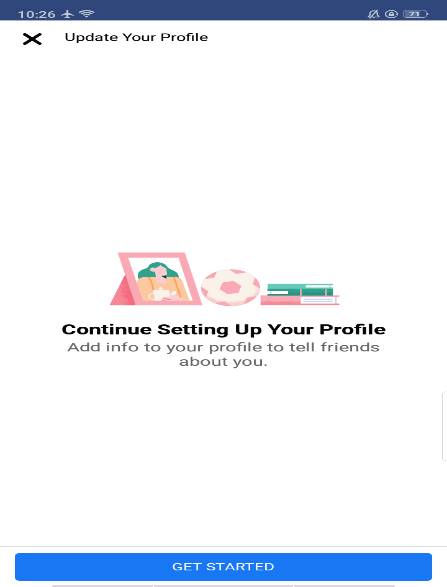 10:26
71
Update Your Profile
Continue Setting Up Your Profile
Add info to your profile to tell friends
about you.
GET STARTED